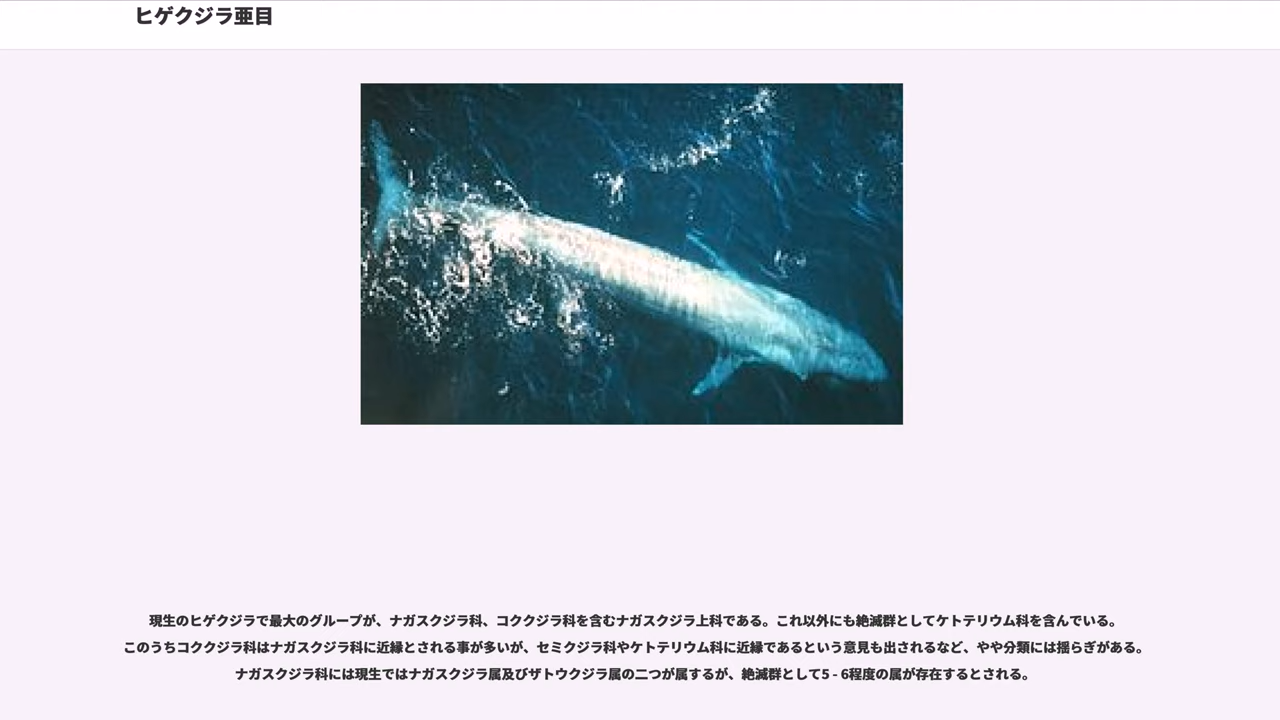 ヒゲクジラ亜目
現生のヒゲクジラで最大のグループが、ナガスクジラ科、コククジラ科を含むナガスクジラ上科である。これ以外にも絶滅群としてケトテリウム科を含んでいる。
このうちコククジラ科はナガスクジラ科に近縁とされる事が多いが、セミクジラ科やケトテリウム科に近縁であるという意見も出されるなど、やや分類には揺らぎがある。
ナガスクジラ科には現生ではナガスクジラ属及びザトウクジラ属の二つが属するが、絶滅群として5 - 6程度の属が存在するとされる。